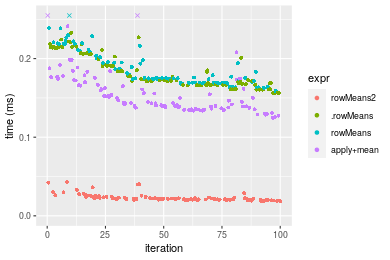 0.2
0.1
0.0
time (ms)
0
25
50
75
100
iteration
expr
rowMeans2
.rowMeans
rowMeans
apply+mean